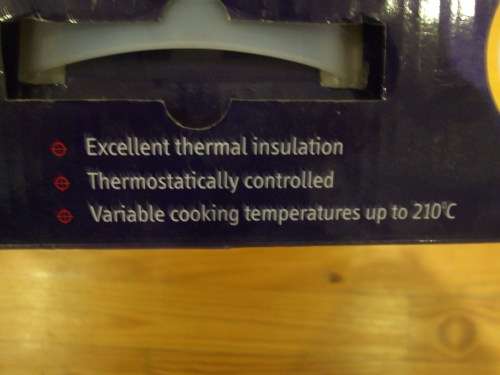 Excellent thermal insulation
Thermostatically controlled
Variable cooking temperatures up to 210°C